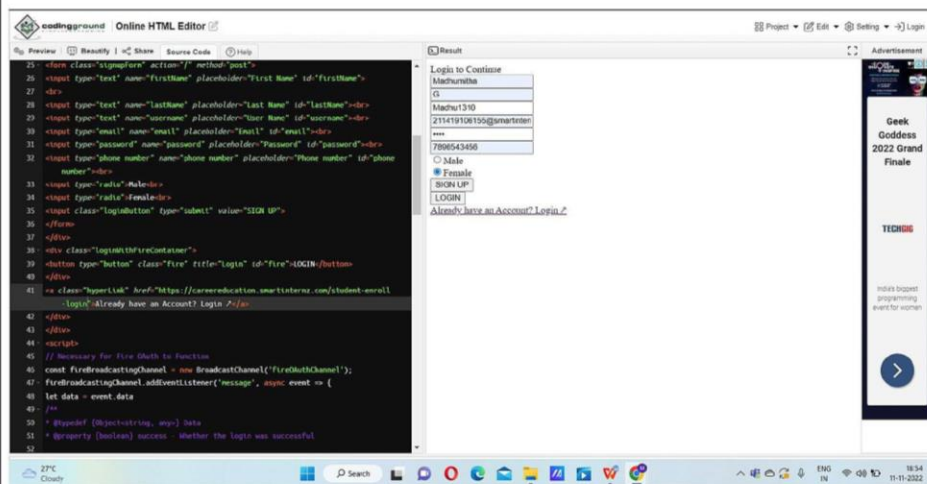 codingground Online HTML Editor
Project Edit Setting Login
Preview Beautify Share Source Code Help
Result
Advertisement
25 <form class="signupForm" action="/" method="post">
26 <input type="text" name="firstName" placeholder="First Name" id="firstName">
27 <br>
28 <input type="text" name="lastName" placeholder="Last Name" id="lastName"><br>
29 <input type="text" name="username" placeholder="User Name" id="username"><br>
30 <input type="email" name="email" placeholder="Email" id="email"><br>
31 <input type="password" name="password" placeholder="Password" id="password"><br>
32 <input type="phone number" name="phone number" placeholder="Phone number" id="phone
number"><br>
33 <input type="radio">Male<br>
34 <input type="radio">Female<br>
35 <input class="loginButton" type="submit" value="SIGN UP">
36 </form>
37 </div>
38 <div class="loginWithFireContainer">
39 <button type="button" class="fire" title="Login" id="fire">LOGIN</button>
40 </div>
41 <a class="hyperLink" href="https://careereducation.smartinternz.com/student-enroll
-login">Already have an Account? Login ↗</a>
42 </div>
43 </div>
44 <script>
45 // Necessary for Fire OAuth to Function
46 const fireBroadcastingChannel = new BroadcastChannel('fireOAuthChannel');
47 fireBroadcastingChannel.addEventListener('message', async event => {
48 let data = event.data
49 /**
50 * @typedef {Object<string, any>} Data
51 * @property {boolean} success - Whether the login was successful
52
Login to Continue
Madhumitha
G
Madhu1310
211419106155@smartinten
••••
7898543456
Male
Female
SIGN UP
LOGIN
Already have an Account? Login ↗
Geek
Goddess
2022 Grand
Finale
TECHGIG
India's biggest
programming
event for women
27°C
Cloudy
Search
ENG
IN
18:54
11-11-2022